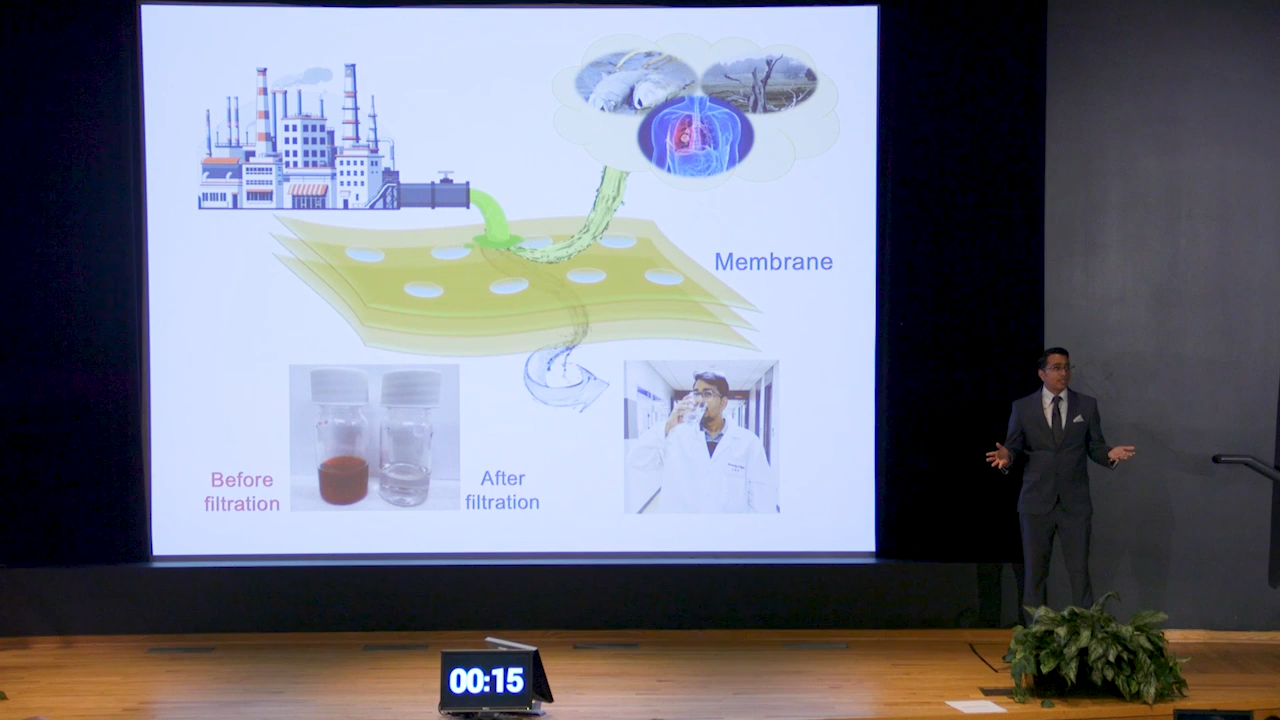 Membrane
Before
filtration
After
filtration
00:15